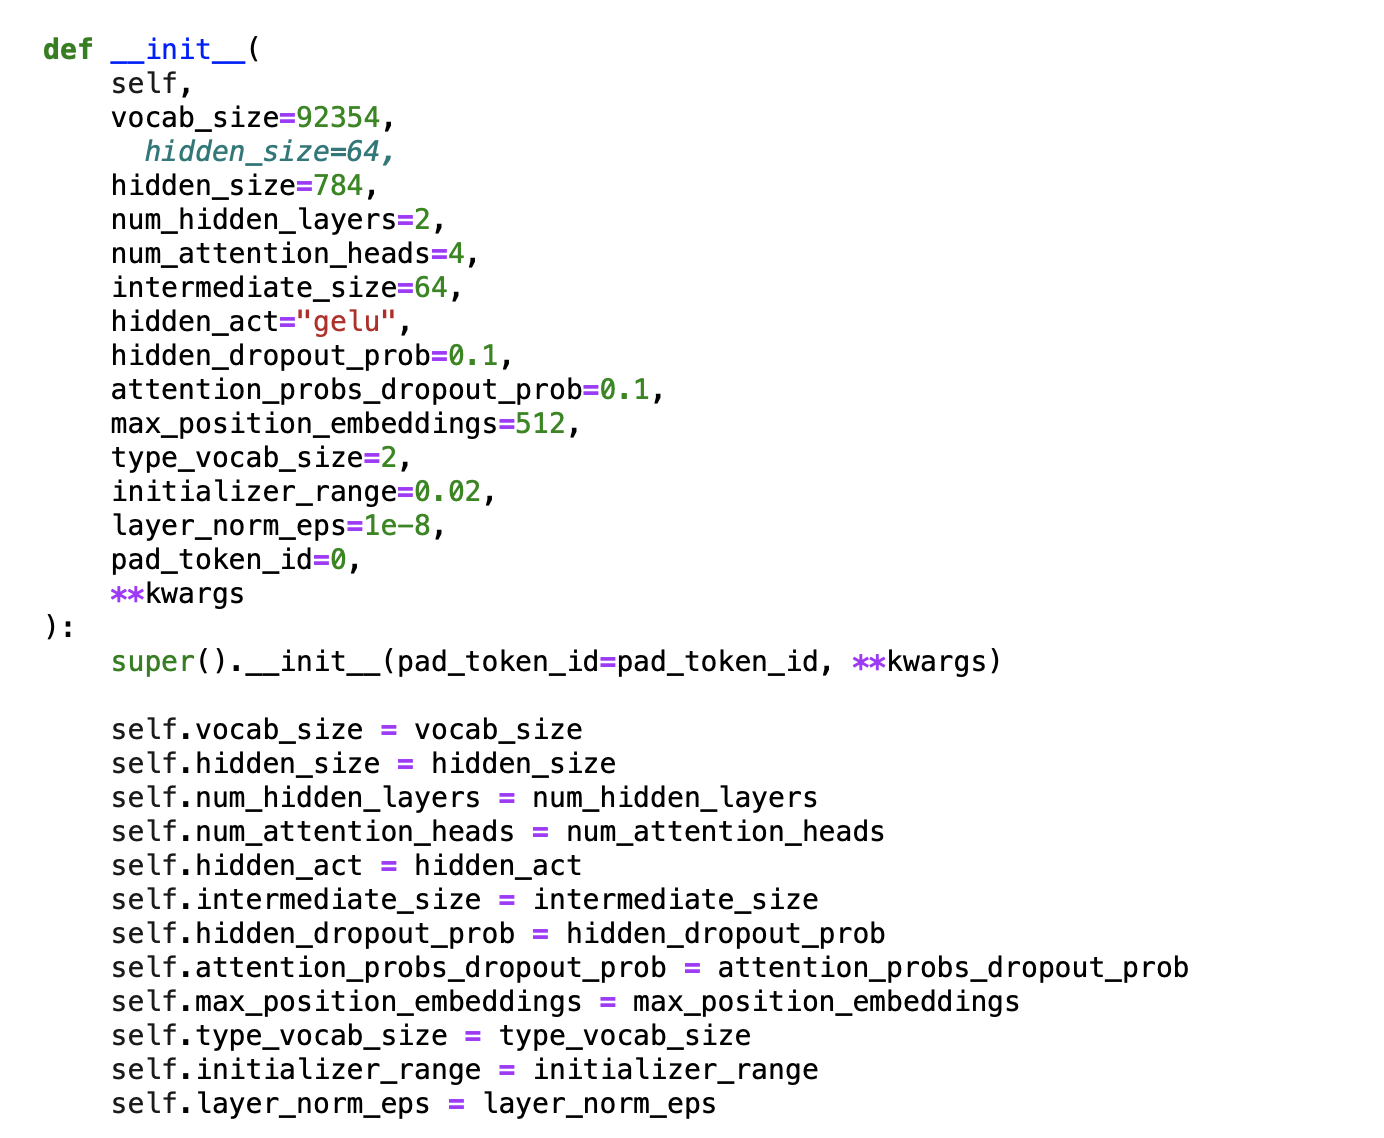 def __init__(
    self,
    vocab_size=92354,
      hidden_size=64,
    hidden_size=784,
    num_hidden_layers=2,
    num_attention_heads=4,
    intermediate_size=64,
    hidden_act="gelu",
    hidden_dropout_prob=0.1,
    attention_probs_dropout_prob=0.1,
    max_position_embeddings=512,
    type_vocab_size=2,
    initializer_range=0.02,
    layer_norm_eps=1e-8,
    pad_token_id=0,
    **kwargs
):
    super().__init__(pad_token_id=pad_token_id, **kwargs)

    self.vocab_size = vocab_size
    self.hidden_size = hidden_size
    self.num_hidden_layers = num_hidden_layers
    self.num_attention_heads = num_attention_heads
    self.hidden_act = hidden_act
    self.intermediate_size = intermediate_size
    self.hidden_dropout_prob = hidden_dropout_prob
    self.attention_probs_dropout_prob = attention_probs_dropout_prob
    self.max_position_embeddings = max_position_embeddings
    self.type_vocab_size = type_vocab_size
    self.initializer_range = initializer_range
    self.layer_norm_eps = layer_norm_eps